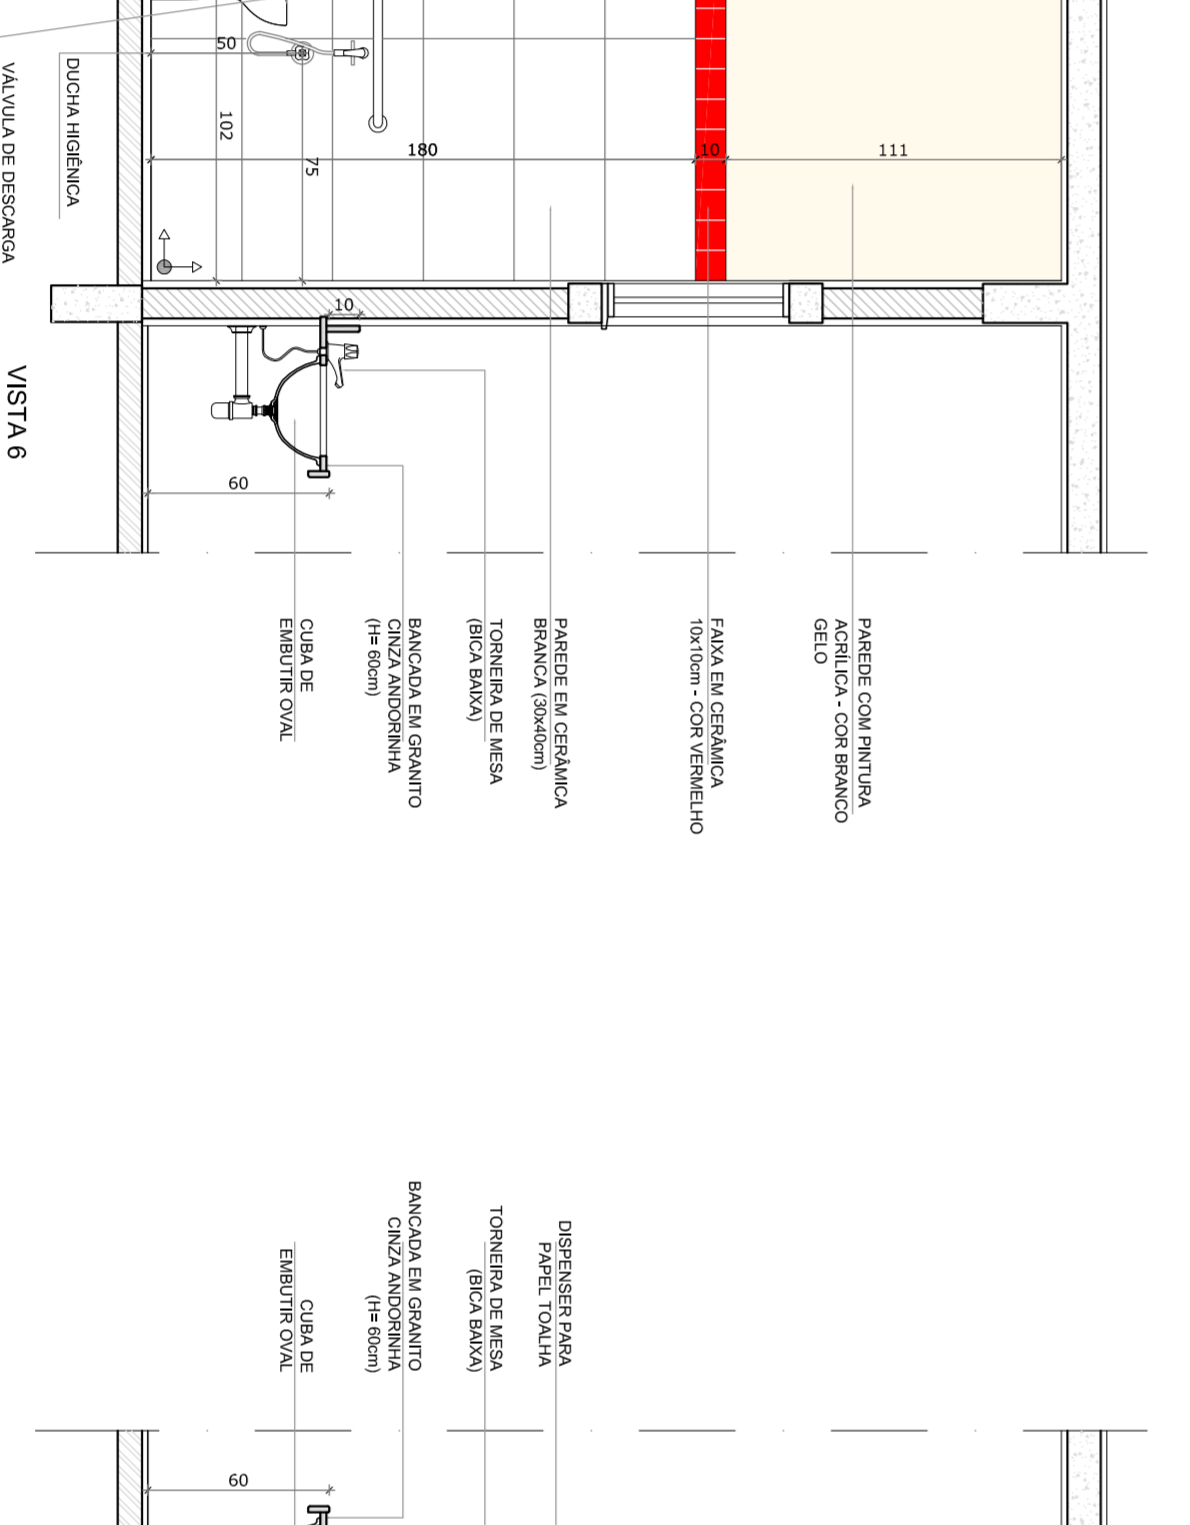 50
102
75
180
10
111
DUCHA HIGIÊNICA
VÁLVULA DE DESCARGA
VISTA 6
10
60
PAREDE COM PINTURA
ACRÍLICA - COR BRANCO
GELO
FAIXA EM CERÂMICA
10x10cm - COR VERMELHO
PAREDE EM CERÂMICA
BRANCA (30x40cm)
TORNEIRA DE MESA
(BICA BAIXA)
BANCADA EM GRANITO
CINZA ANDORINHA
(H= 60cm)
CUBA DE
EMBUTIR OVAL
DISPENSER PARA
PAPEL TOALHA
TORNEIRA DE MESA
(BICA BAIXA)
BANCADA EM GRANITO
CINZA ANDORINHA
(H= 60cm)
CUBA DE
EMBUTIR OVAL
60